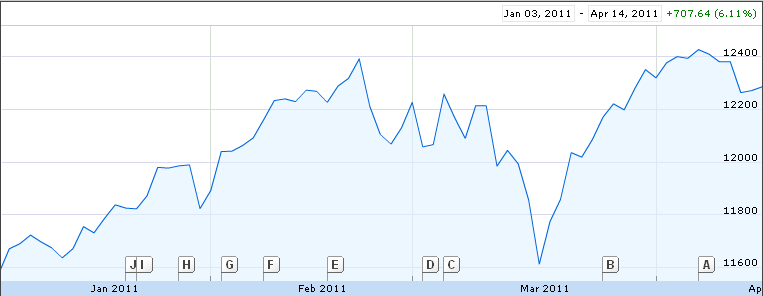 Jan 03, 2011 - Apr 14, 2011 +707.64 (6.11%)
12400
12200
12000
11800
11600
J I H G F E D C B A
Jan 2011 Feb 2011 Mar 2011 Ap